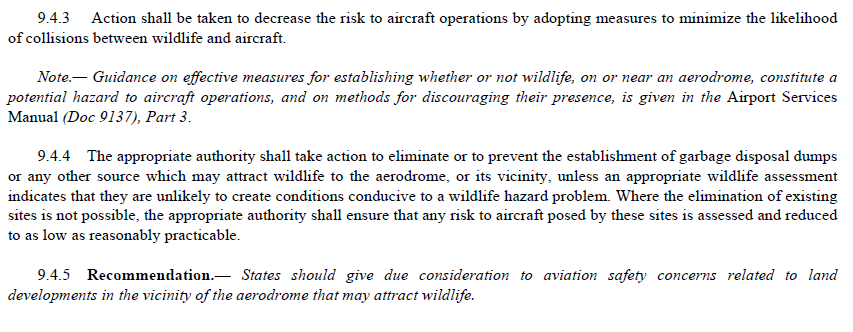 9.4.3 Action shall be taken to decrease the risk to aircraft operations by adopting measures to minimize the likelihood
of collisions between wildlife and aircraft.
Note.— Guidance on effective measures for establishing whether or not wildlife, on or near an aerodrome, constitute a
potential hazard to aircraft operations, and on methods for discouraging their presence, is given in the Airport Services
Manual (Doc 9137), Part 3.
9.4.4 The appropriate authority shall take action to eliminate or to prevent the establishment of garbage disposal dumps
or any other source which may attract wildlife to the aerodrome, or its vicinity, unless an appropriate wildlife assessment
indicates that they are unlikely to create conditions conducive to a wildlife hazard problem. Where the elimination of existing
sites is not possible, the appropriate authority shall ensure that any risk to aircraft posed by these sites is assessed and reduced
to as low as reasonably practicable.
9.4.5 Recommendation.— States should give due consideration to aviation safety concerns related to land
developments in the vicinity of the aerodrome that may attract wildlife.